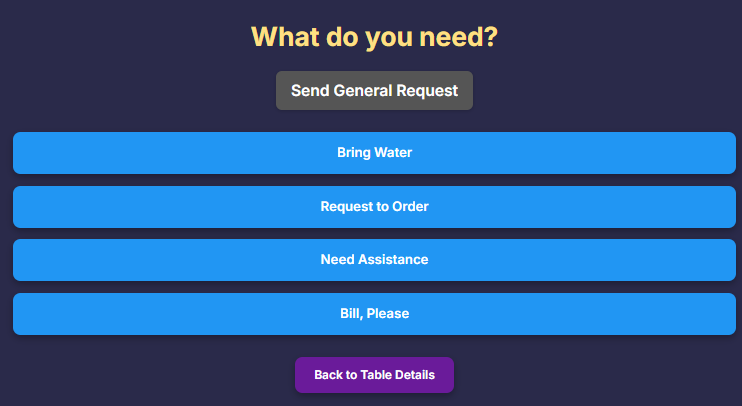 What do you need?
Send General Request
Bring Water
Request to Order
Need Assistance
Bill, Please
Back to Table Details